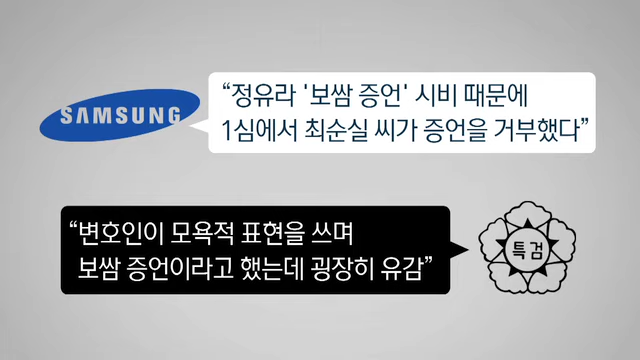 SAMSUNG
“정유라 '보쌈 증언' 시비 때문에
1심에서 최순실 씨가 증언을 거부했다”
“변호인이 모욕적 표현을 쓰며
보쌈 증언이라고 했는데 굉장히 유감”
특검